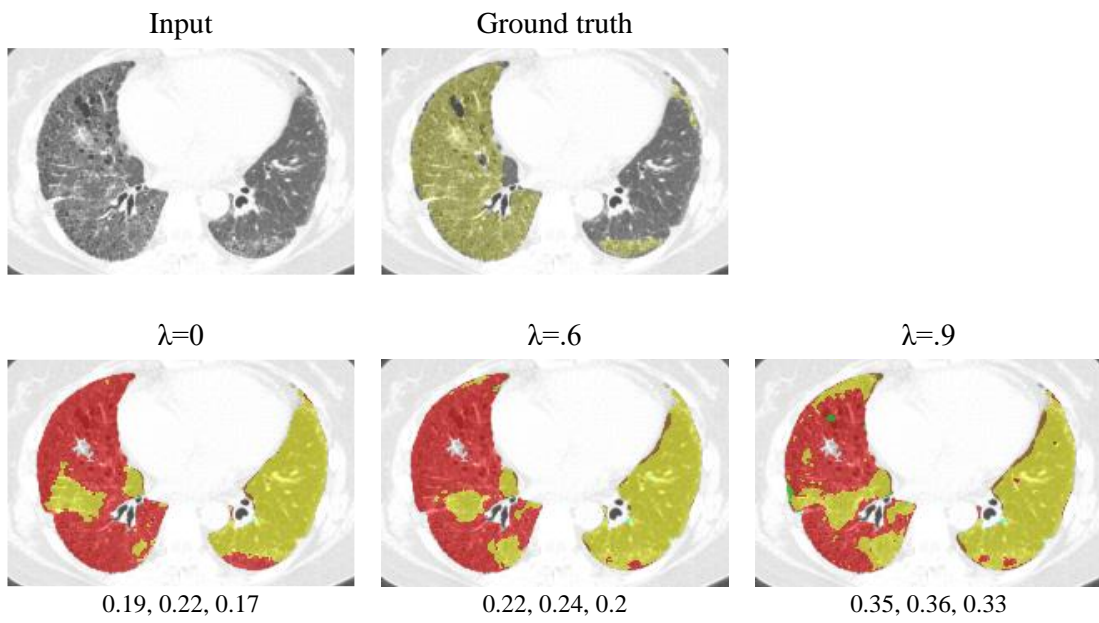 Input
Ground truth
λ=0
λ=.6
λ=.9
0.19, 0.22, 0.17
0.22, 0.24, 0.2
0.35, 0.36, 0.33